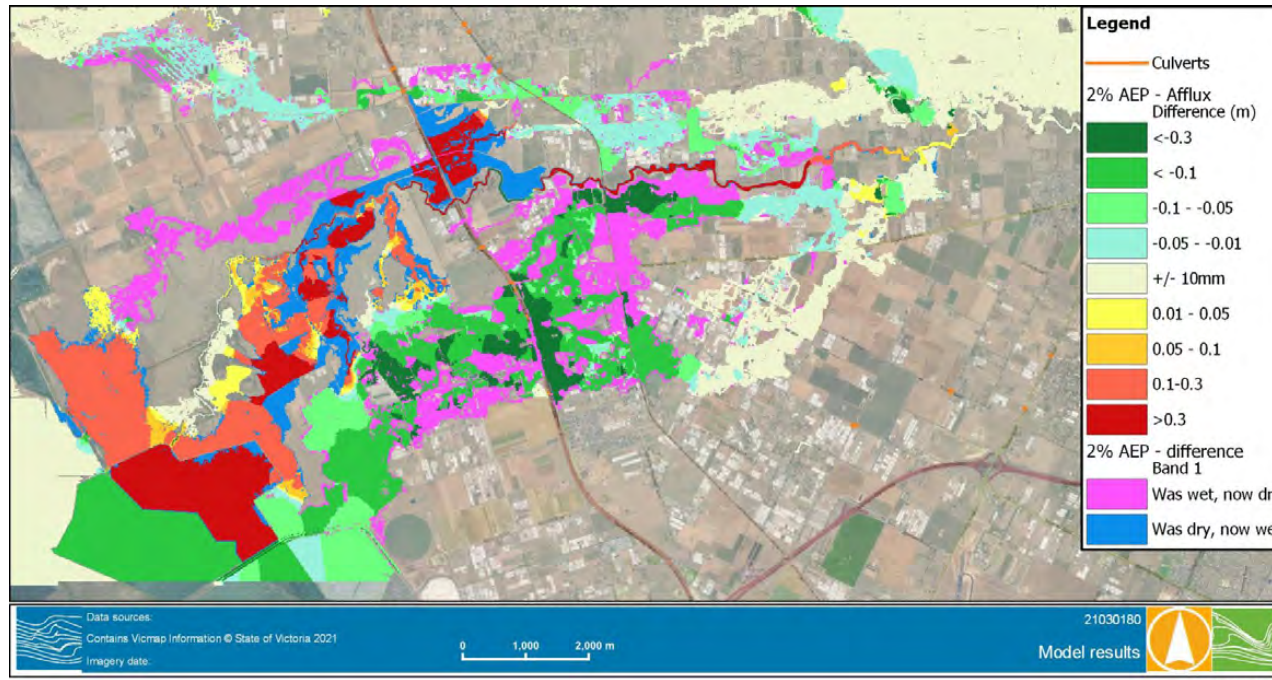 Legend
Culverts
2% AEP - Afflux
Difference (m)
<-0.3
< -0.1
-0.1 - -0.05
-0.05 - -0.01
+/- 10mm
0.01 - 0.05
0.05 - 0.1
0.1-0.3
>0.3
2% AEP - difference
Band 1
Was wet, now dr
Was dry, now we
Data sources:
Contains Vicmap Information © State of Victoria 2021
Imagery date:
0 1,000 2,000 m
21030180
Model results